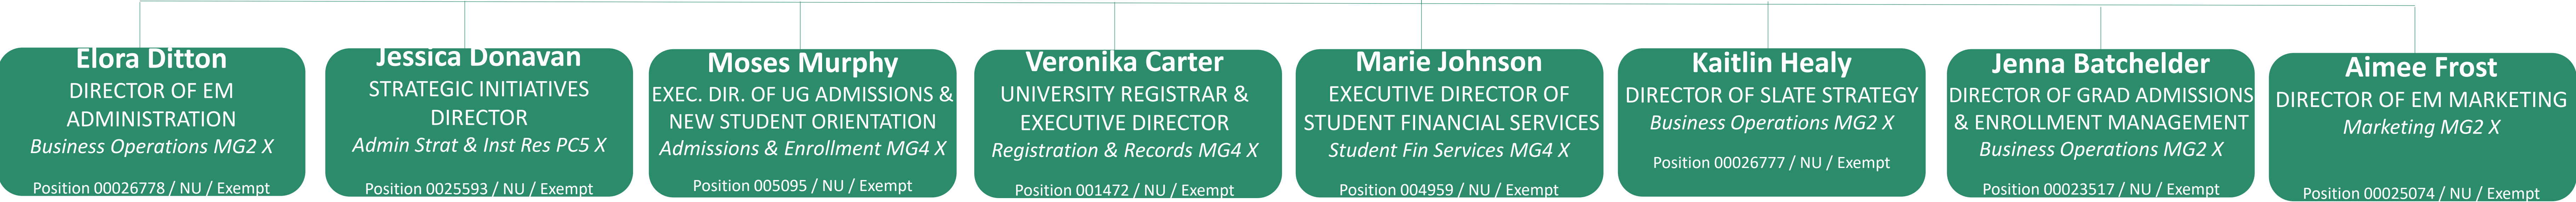 Elora Ditton
DIRECTOR OF EM
ADMINISTRATION
Business Operations MG2 X
Position 00026778 / NU / Exempt
Jessica Donavan
STRATEGIC INITIATIVES
DIRECTOR
Admin Strat & Inst Res PC5 X
Position 0025593 / NU / Exempt
Moses Murphy
EXEC. DIR. OF UG ADMISSIONS &
NEW STUDENT ORIENTATION
Admissions & Enrollment MG4 X
Position 005095 / NU / Exempt
Veronika Carter
UNIVERSITY REGISTRAR &
EXECUTIVE DIRECTOR
Registration & Records MG4 X
Position 001472 / NU / Exempt
Marie Johnson
EXECUTIVE DIRECTOR OF
STUDENT FINANCIAL SERVICES
Student Fin Services MG4 X
Position 004959 / NU / Exempt
Kaitlin Healy
DIRECTOR OF SLATE STRATEGY
Business Operations MG2 X
Position 00026777 / NU / Exempt
Jenna Batchelder
DIRECTOR OF GRAD ADMISSIONS
& ENROLLMENT MANAGEMENT
Business Operations MG2 X
Position 00023517 / NU / Exempt
Aimee Frost
DIRECTOR OF EM MARKETING
Marketing MG2 X
Position 00025074 / NU / Exempt